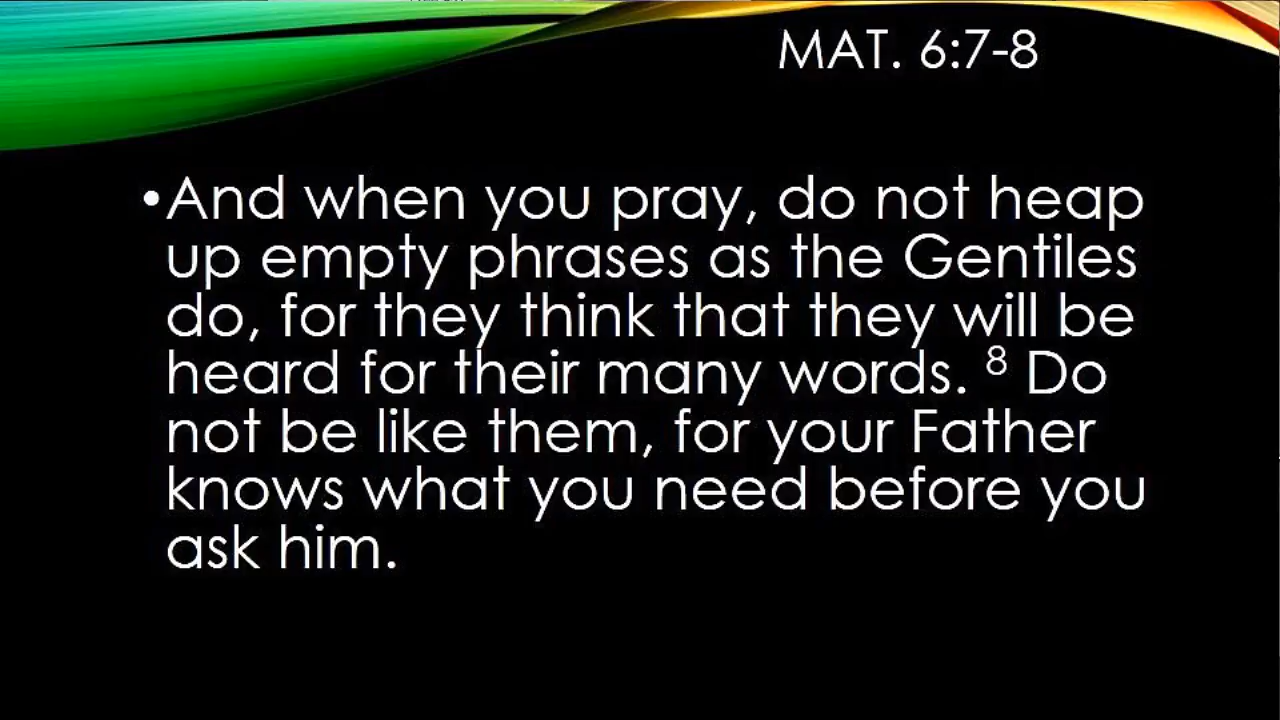 MAT. 6:7-8
•And when you pray, do not heap
up empty phrases as the Gentiles
do, for they think that they will be
heard for their many words. ⁸ Do
not be like them, for your Father
knows what you need before you
ask him.